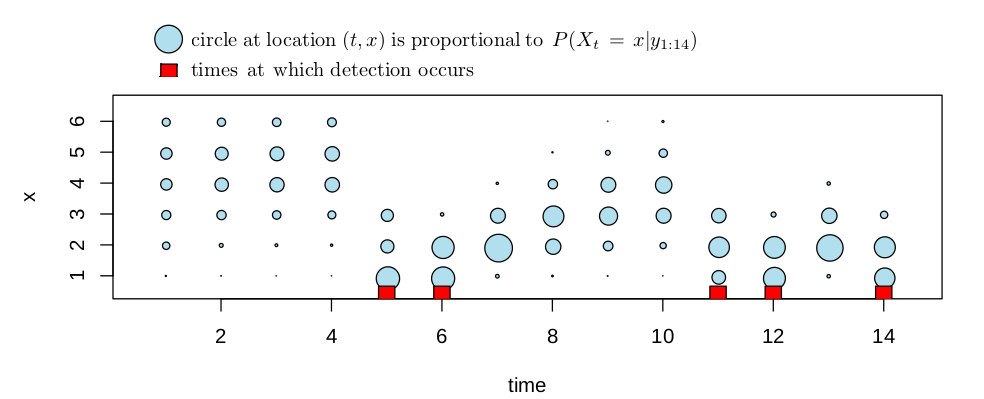 circle at location (t, x) is proportional to P(X_t = x|y_{1:14})
times at which detection occurs
6
5
4
3
2
1
x
2 4 6 8 10 12 14
time